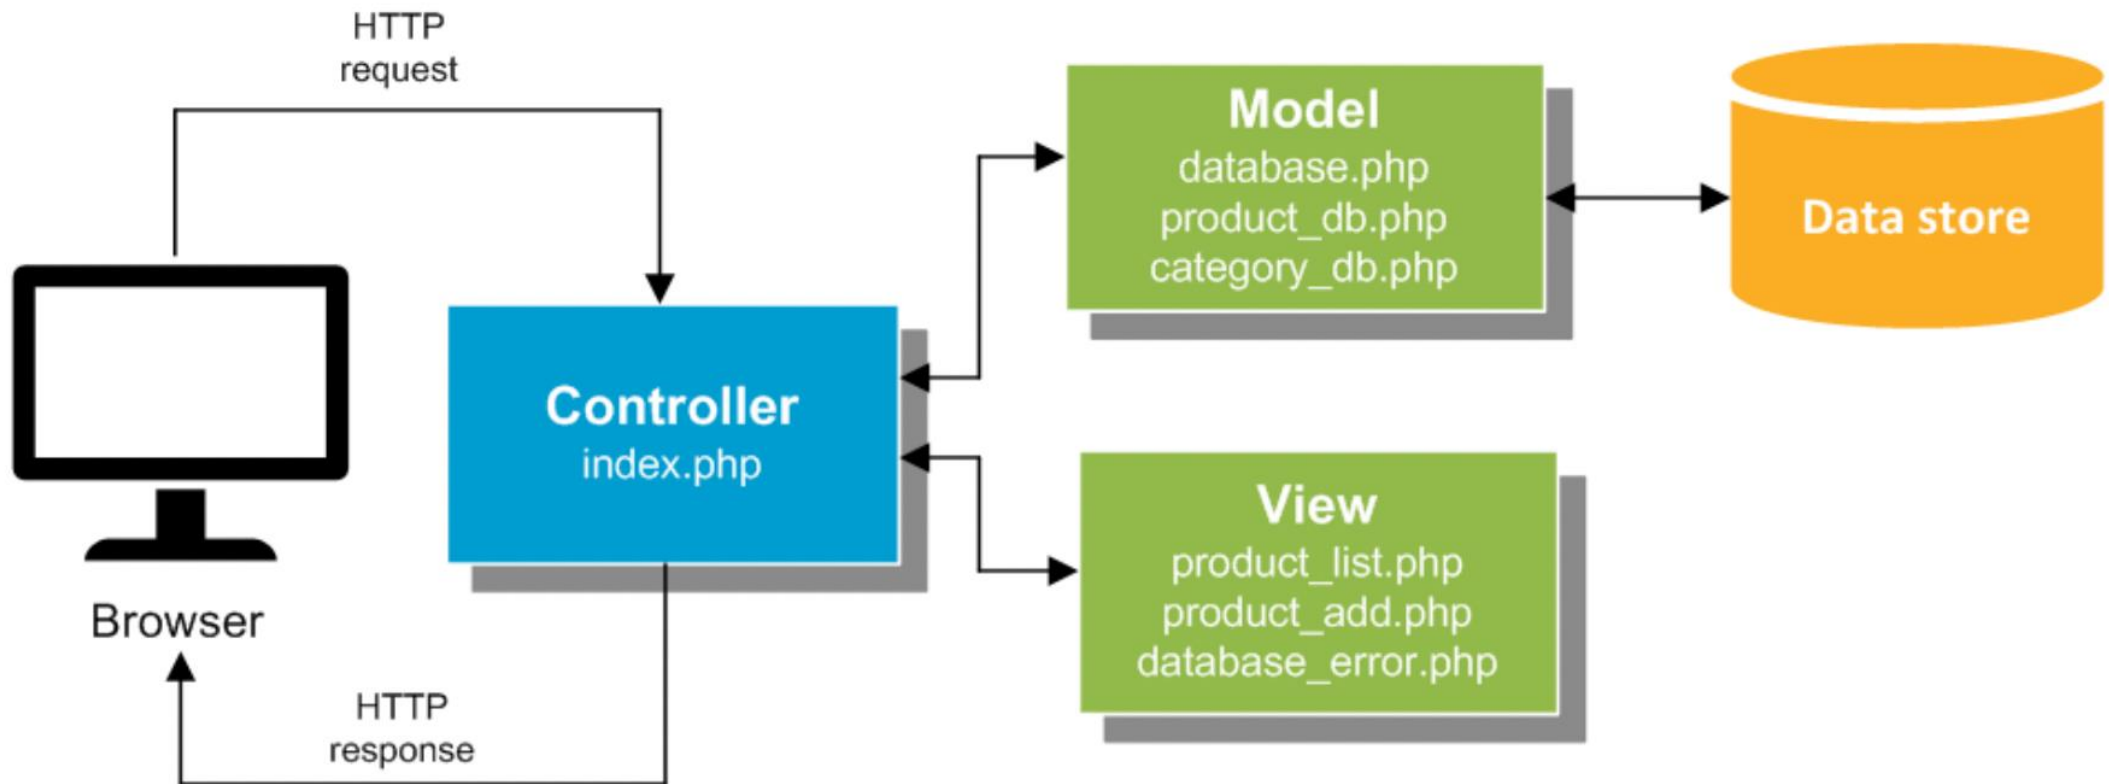 HTTP
request
Model
database.php
product_db.php
category_db.php
Data store
Controller
index.php
View
product_list.php
product_add.php
database_error.php
Browser
HTTP
response